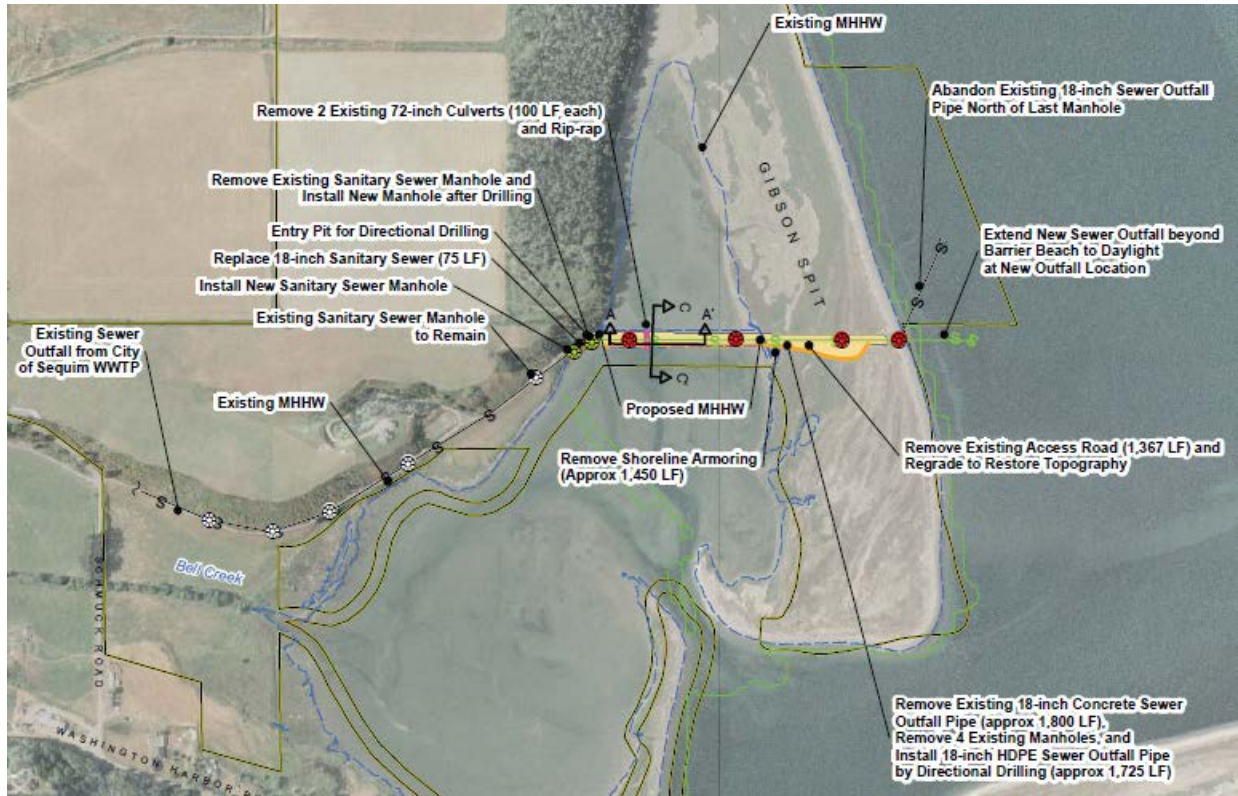 Existing MHHW
Abandon Existing 18-inch Sewer Outfall
Pipe North of Last Manhole
Remove 2 Existing 72-inch Culverts (100 LF each)
and Rip-rap
GIBSON SPIT
Remove Existing Sanitary Sewer Manhole and
Install New Manhole after Drilling
Entry Pit for Directional Drilling
Extend New Sewer Outfall beyond
Barrier Beach to Daylight
at New Outfall Location
Replace 18-inch Sanitary Sewer (75 LF)
Install New Sanitary Sewer Manhole
S
S
C
A
A'
Existing Sanitary Sewer Manhole
to Remain
Existing Sewer
Outfall from City
of Sequim WWTP
S
S
C'
Existing MHHW
Proposed MHHW
S
S
Remove Shoreline Armoring
(Approx 1,450 LF)
Remove Existing Access Road (1,367 LF) and
Regrade to Restore Topography
S
S
Bell Creek
SCHMUCK ROAD
WASHINGTON HARBOR
Remove Existing 18-inch Concrete Sewer
Outfall Pipe (approx 1,800 LF),
Remove 4 Existing Manholes, and
Install 18-inch HDPE Sewer Outfall Pipe
by Directional Drilling (approx 1,725 LF)